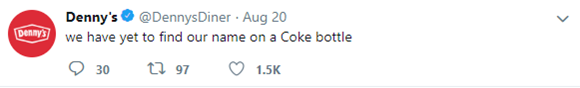 Denny's
Denny's @DennysDiner · Aug 20
we have yet to find our name on a Coke bottle
30 97 1.5K